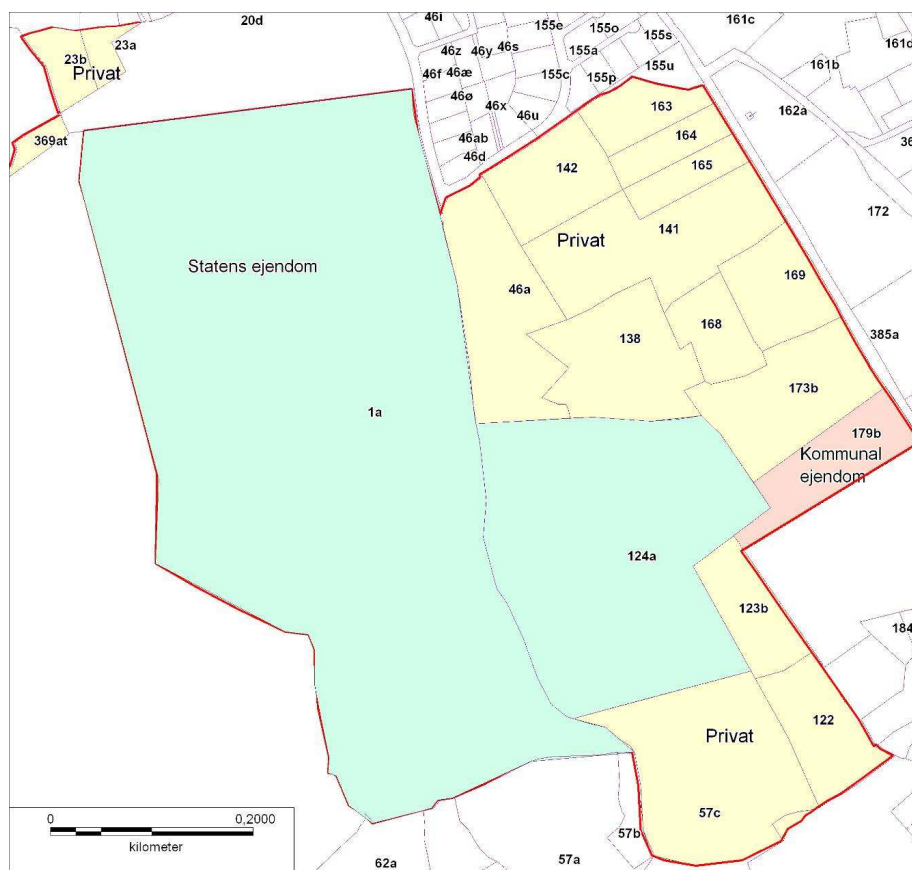 20d
46i
155e
155o
161c
23a
46z
46y
46s
155a
155s
161d
23b
Privat
46f
46æ
155c
155p
155u
161b
46ø
46x
46u
163
162a
369at
46ab
46d
142
164
165
36
172
141
Privat
Statens ejendom
46a
169
138
168
385a
1a
173b
179b
Kommunal
ejendom
124a
123b
184
122
Privat
57c
0
0,2000
kilometer
57b
62a
57a